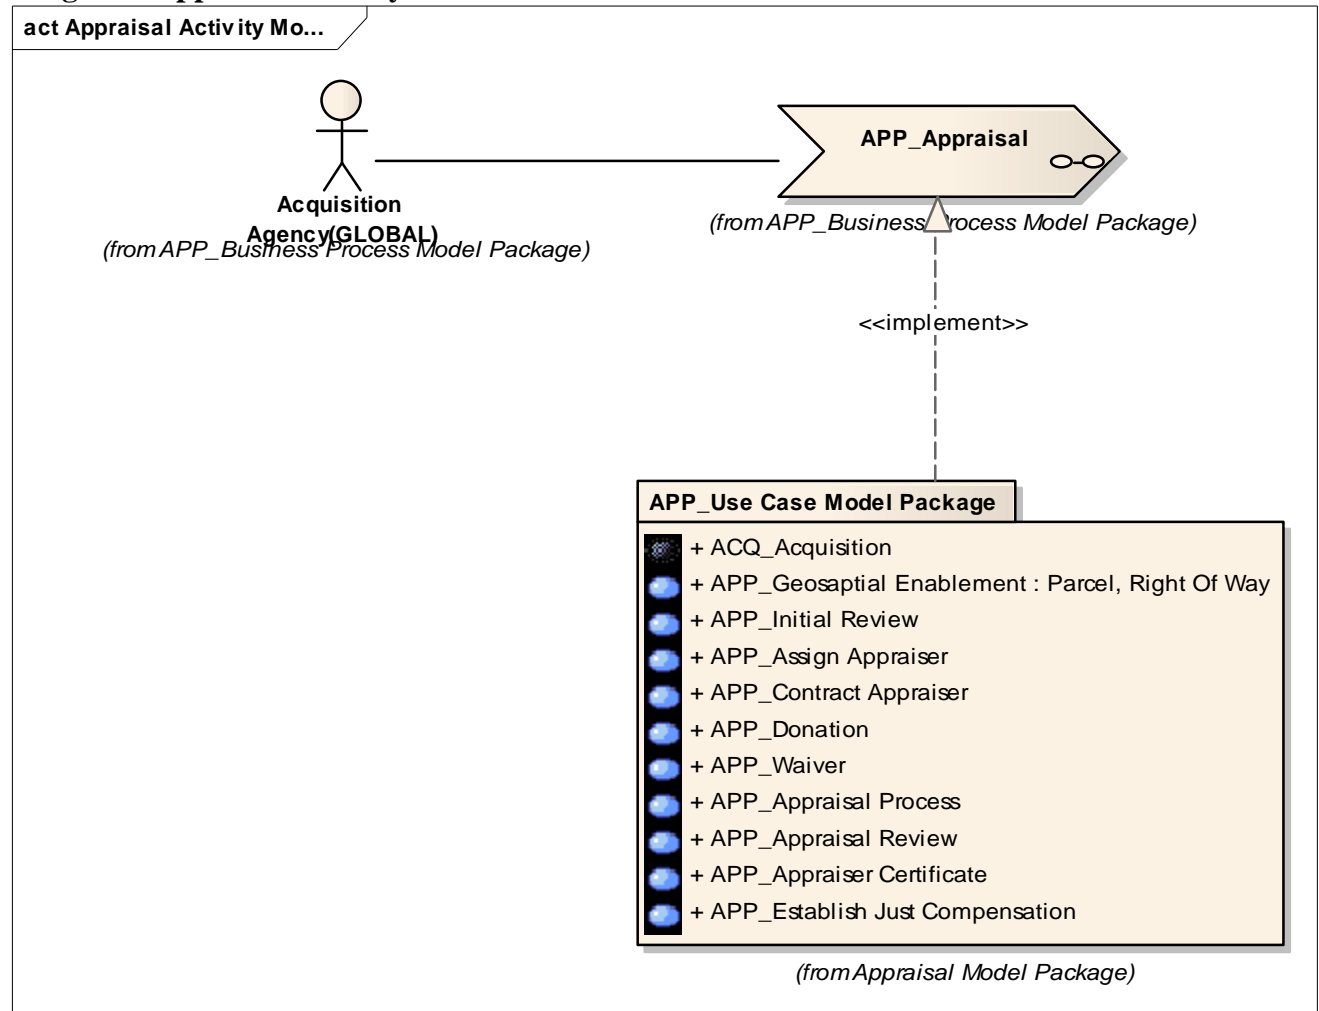 act Appraisal Activity Mo...
APP_Appraisal
Acquisition
Agency(GLOBAL)
(from APP_Business Process Model Package)
(from APP_Business Process Model Package)
<<implement>>
APP_Use Case Model Package
+ ACQ_Acquisition
+ APP_Geosaptial Enablement : Parcel, Right Of Way
+ APP_Initial Review
+ APP_Assign Appraiser
+ APP_Contract Appraiser
+ APP_Donation
+ APP_Waiver
+ APP_Appraisal Process
+ APP_Appraisal Review
+ APP_Appraiser Certificate
+ APP_Establish Just Compensation
(from Appraisal Model Package)